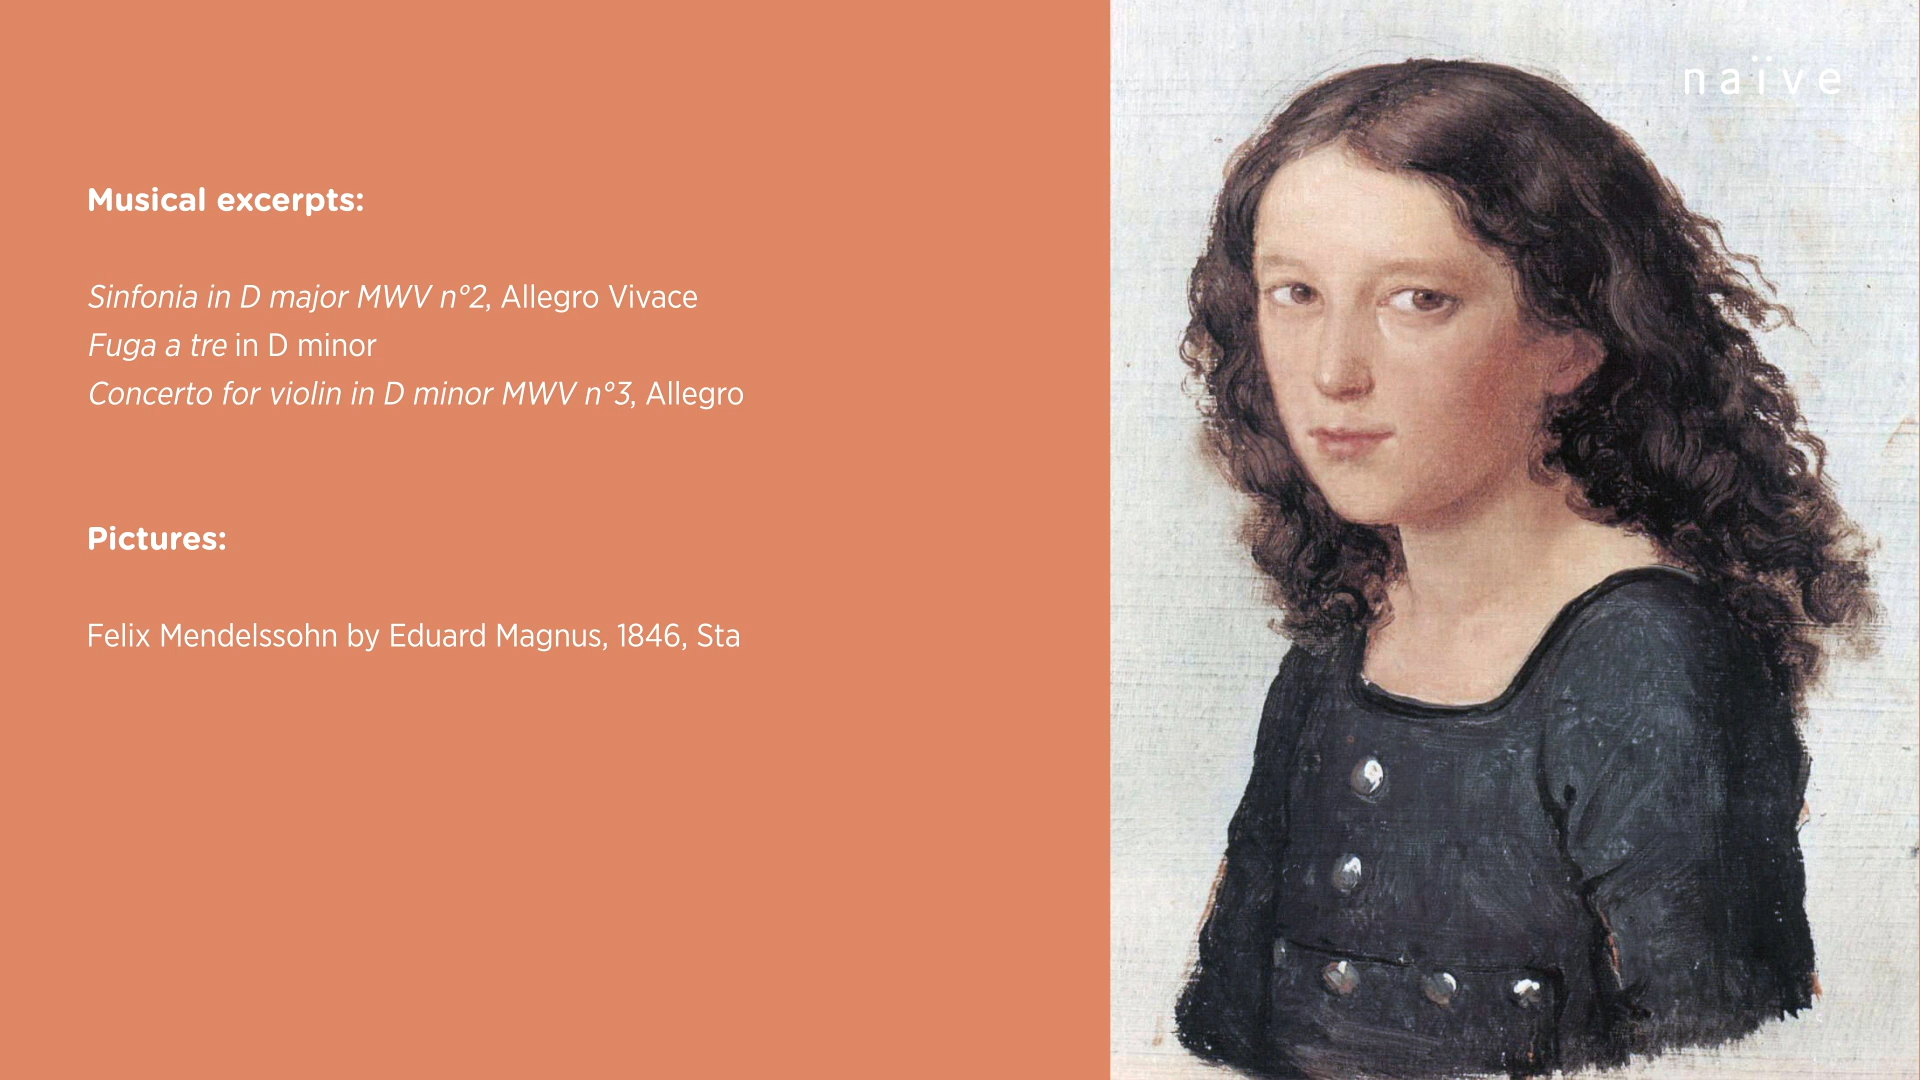 naïve
Musical excerpts:
Sinfonia in D major MWV n°2, Allegro Vivace
Fuga a tre in D minor
Concerto for violin in D minor MWV n°3, Allegro
Pictures:
Felix Mendelssohn by Eduard Magnus, 1846, Sta